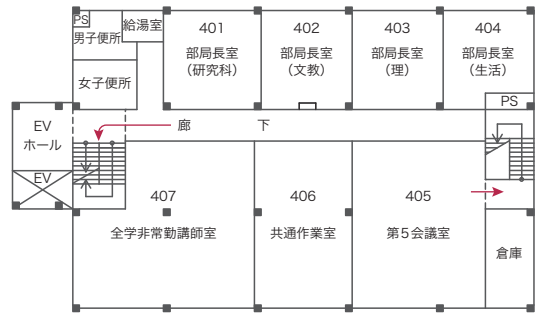 PS
男子便所
給湯室
401
部局長室
(研究科)
402
部局長室
(文教)
403
部局長室
(理)
404
部局長室
(生活)
女子便所
PS
EV
ホール
廊 下
EV
407
全学非常勤講師室
406
共通作業室
405
第5会議室
倉庫